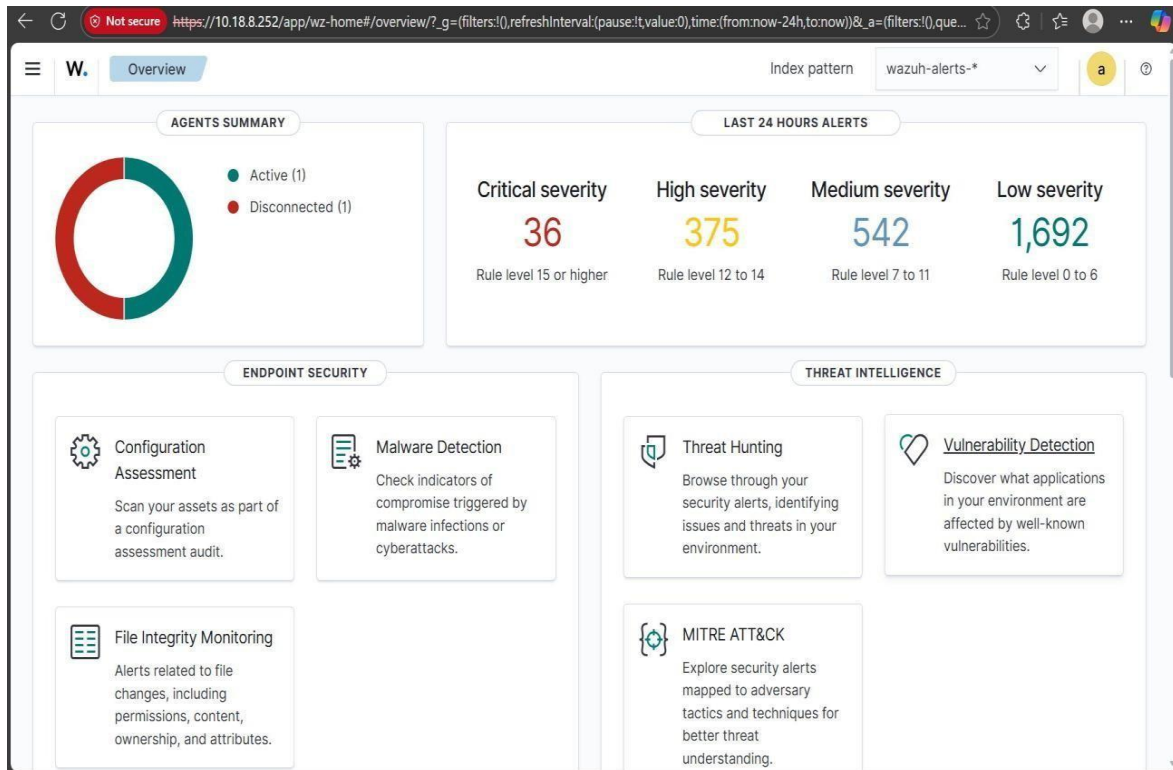 Not secure https://10.18.8.252/app/wz-home#/overview/?_g=(filters:!(),refreshInterval:(pause:!t,value:0),time:(from:now-24h,to:now))&_a=(filters:!(),que...
W. Overview Index pattern wazuh-alerts-* a
AGENTS SUMMARY
Active (1)
Disconnected (1)
LAST 24 HOURS ALERTS
Critical severity High severity Medium severity Low severity
36 375 542 1,692
Rule level 15 or higher Rule level 12 to 14 Rule level 7 to 11 Rule level 0 to 6
ENDPOINT SECURITY
Configuration
Assessment
Scan your assets as part of
a configuration
assessment audit.
Malware Detection
Check indicators of
compromise triggered by
malware infections or
cyberattacks.
File Integrity Monitoring
Alerts related to file
changes, including
permissions, content,
ownership, and attributes.
THREAT INTELLIGENCE
Threat Hunting
Browse through your
security alerts, identifying
issues and threats in your
environment.
Vulnerability Detection
Discover what applications
in your environment are
affected by well-known
vulnerabilities.
MITRE ATT&CK
Explore security alerts
mapped to adversary
tactics and techniques for
better threat
understanding.